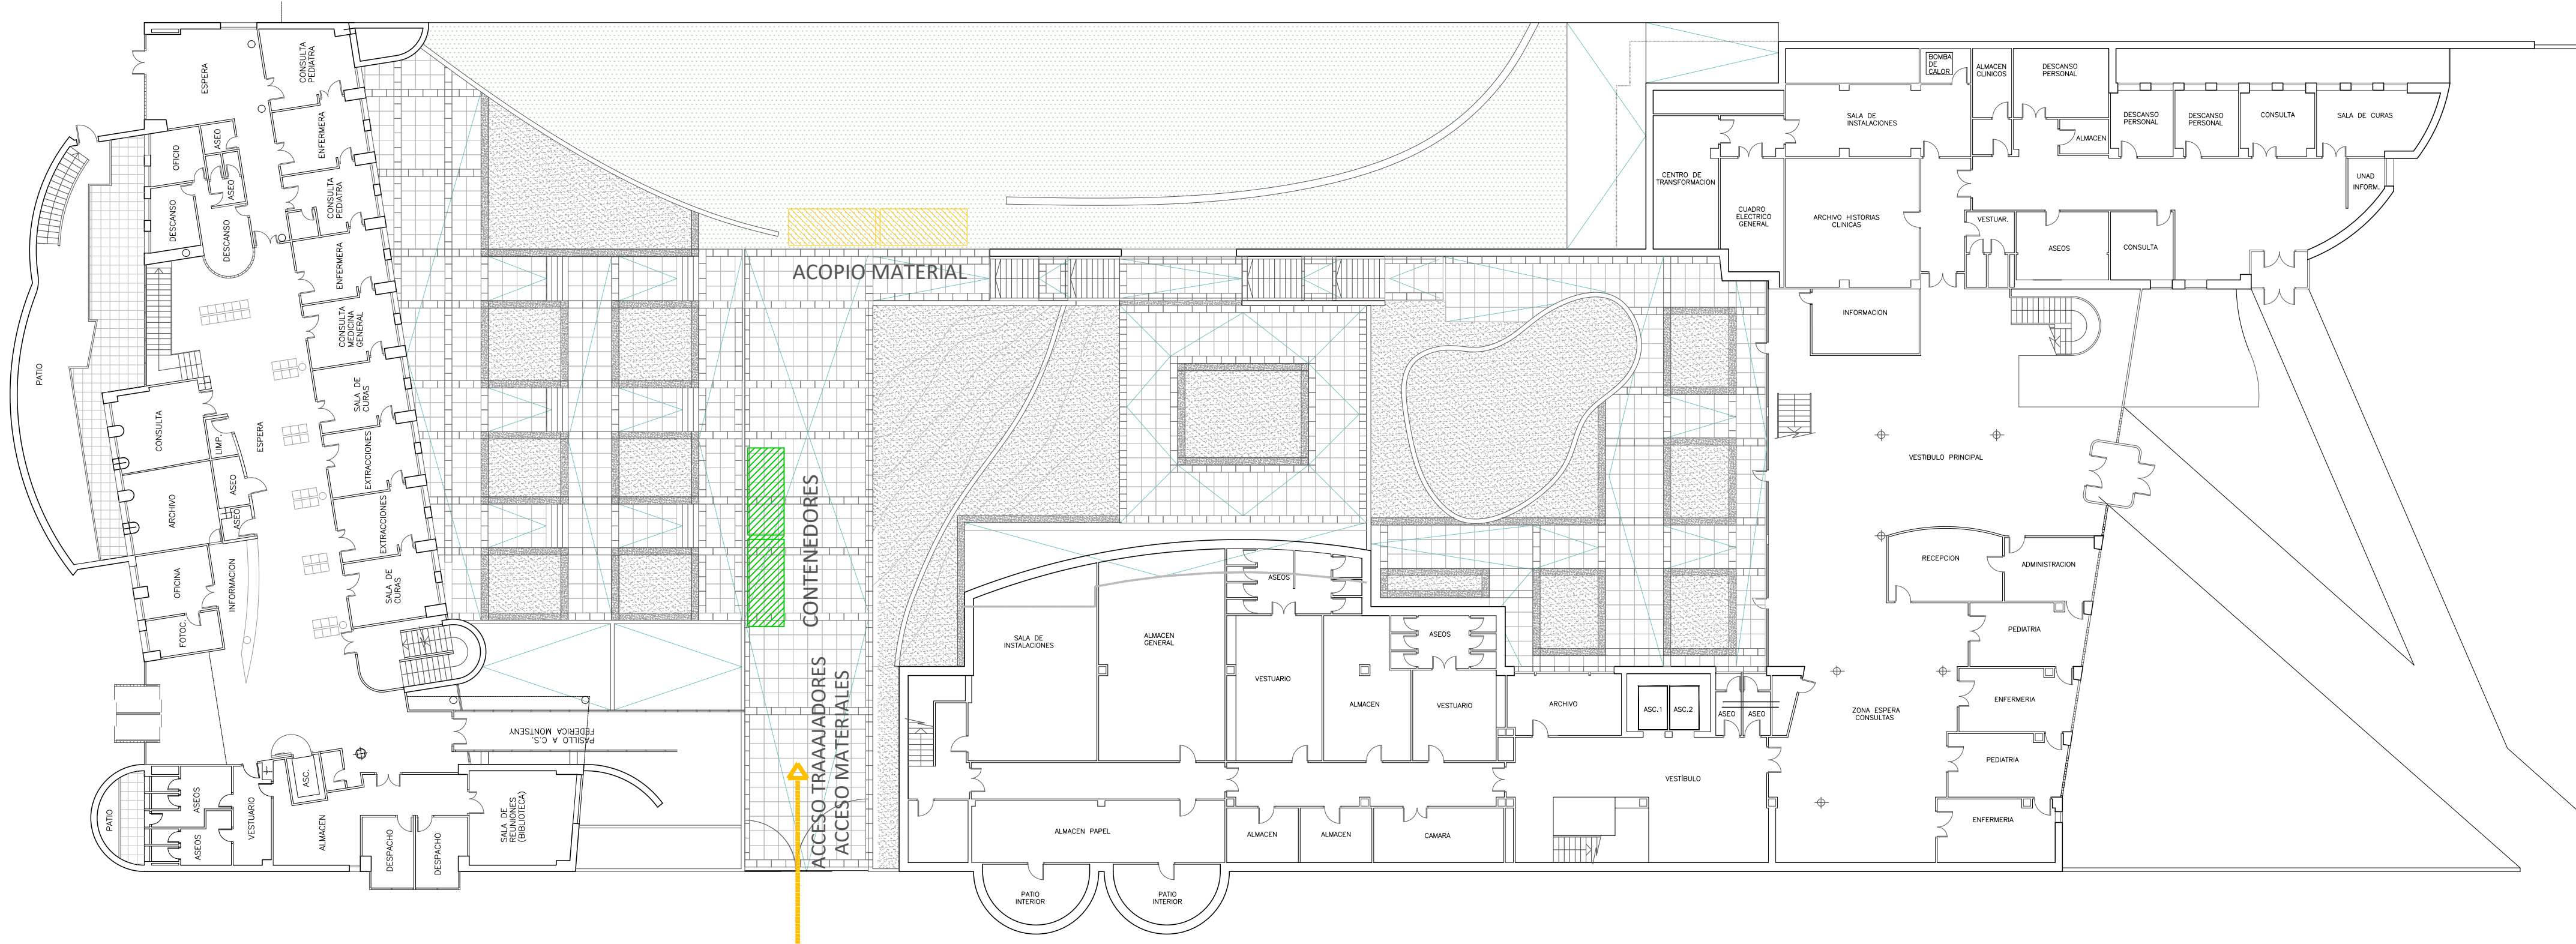 ESPERA
CONSULTA
PEDIATRA
OFICIO
ASEO
ENFERMERA
ASEO
DESCANSO
DESCANSO
CONSULTA
PEDIATRA
ENFERMERA
CONSULTA
MEDICINA
GENERAL
PATIO
SALA DE
CURAS
CONSULTA
LIMP.
ESPERA
EXTRACCIONES
ARCHIVO
ASEO
ASEO
EXTRACCIONES
OFICINA
INFORMACION
SALA DE
CURAS
FOTOC.
PASILLO A C.S.
FEDERICA MONTSENY
PATIO
ASEOS
ASEOS
VESTUARIO
ASC.
ALMACEN
DESPACHO
DESPACHO
SALA DE
REUNIONES
(BIBLIOTECA)
ACOPIO MATERIAL
CONTENEDORES
ACCESO TRAAAJADORES
ACCESO MATERIALES
SALA DE
INSTALACIONES
ALMACEN
GENERAL
ASEOS
VESTUARIO
ALMACEN
ASEOS
VESTUARIO
ARCHIVO
ASC.1
ASC.2
ASEO
ASEO
VESTÍBULO
ALMACEN PAPEL
ALMACEN
ALMACEN
CAMARA
PATIO
INTERIOR
PATIO
INTERIOR
BOMBA
DE
CALOR
ALMACEN
CLINICOS
DESCANSO
PERSONAL
SALA DE
INSTALACIONES
ALMACEN
DESCANSO
PERSONAL
DESCANSO
PERSONAL
CONSULTA
SALA DE CURAS
CENTRO DE
TRANSFORMACION
CUADRO
ELECTRICO
GENERAL
ARCHIVO HISTORIAS
CLINICAS
VESTUAR.
ASEOS
CONSULTA
UNAD
INFORM.
INFORMACION
VESTIBULO PRINCIPAL
RECEPCION
ADMINISTRACION
PEDIATRIA
ENFERMERIA
ZONA ESPERA
CONSULTAS
PEDIATRIA
ENFERMERIA